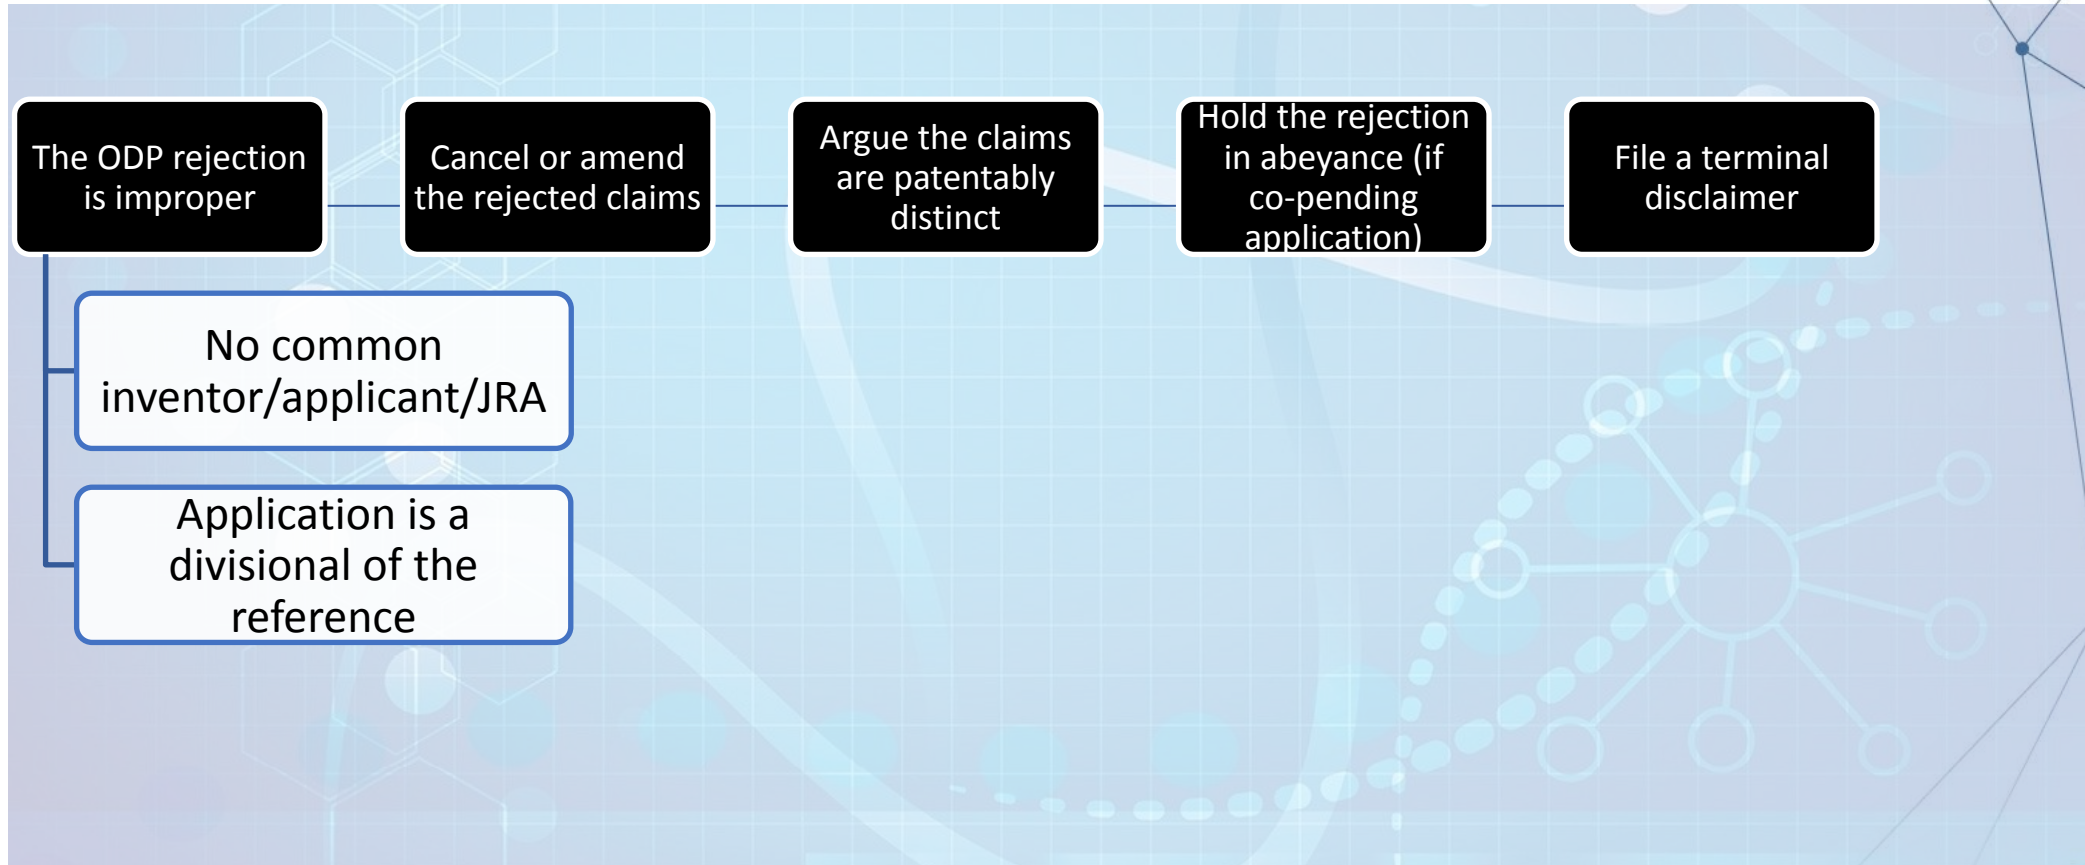 The ODP rejection
is improper
Cancel or amend
the rejected claims
Argue the claims
are patentably
distinct
Hold the rejection
in abeyance (if
co-pending
application)
File a terminal
disclaimer
No common
inventor/applicant/JRA
Application is a
divisional of the
reference